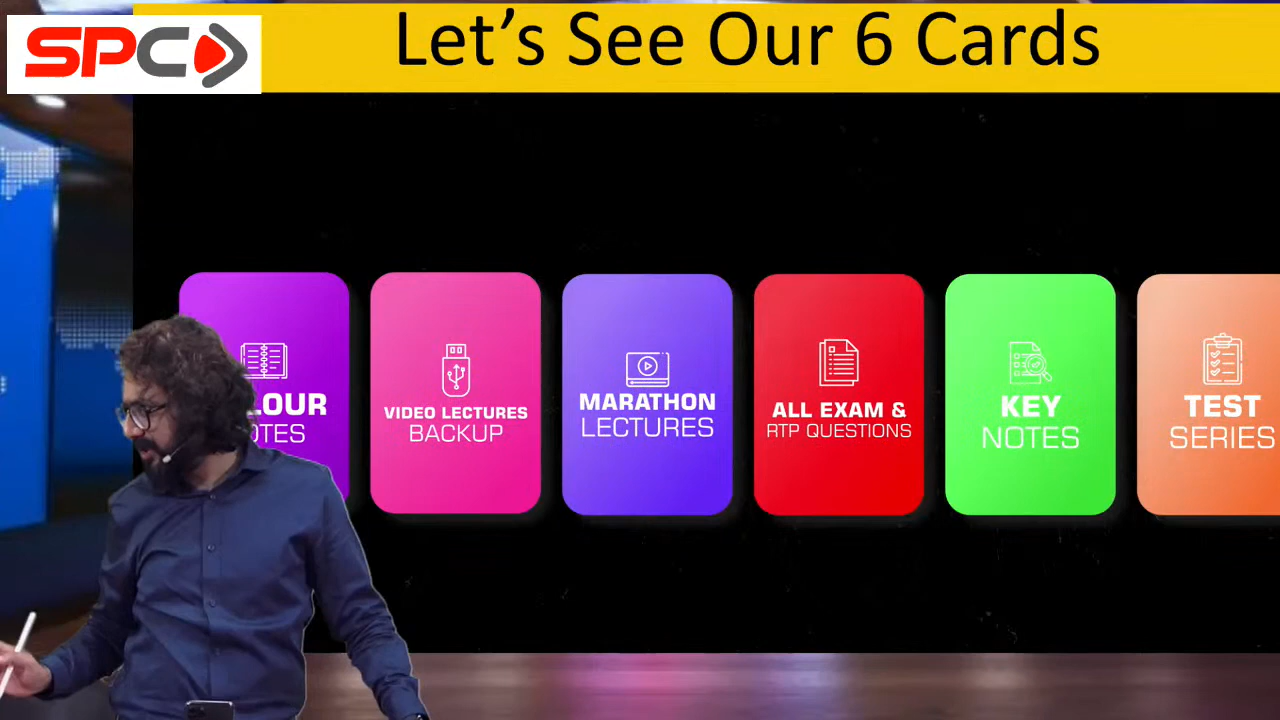 SPC
Let's See Our 6 Cards
VIDEO LECTURES
BACKUP
MARATHON
LECTURES
ALL EXAM &
RTP QUESTIONS
KEY
NOTES
TEST
SERIES